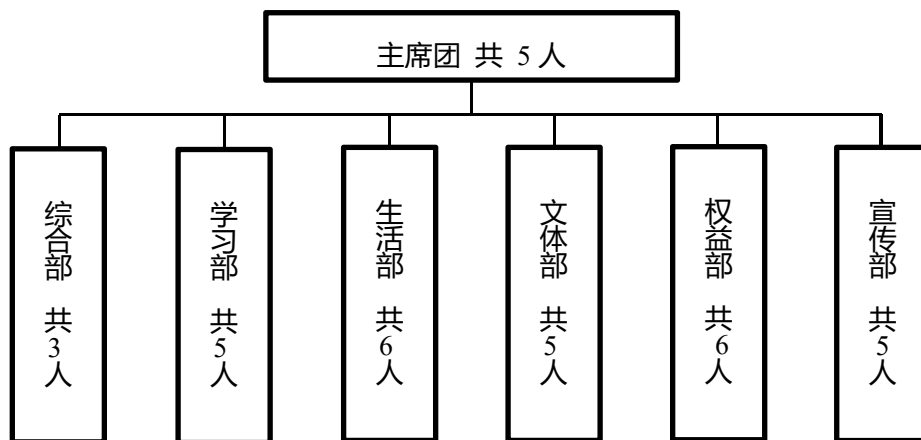 主席团 共 5 人
综合部 共 3 人
学习部 共 5 人
生活部 共 6 人
文体部 共 5 人
权益部 共 6 人
宣传部 共 5 人